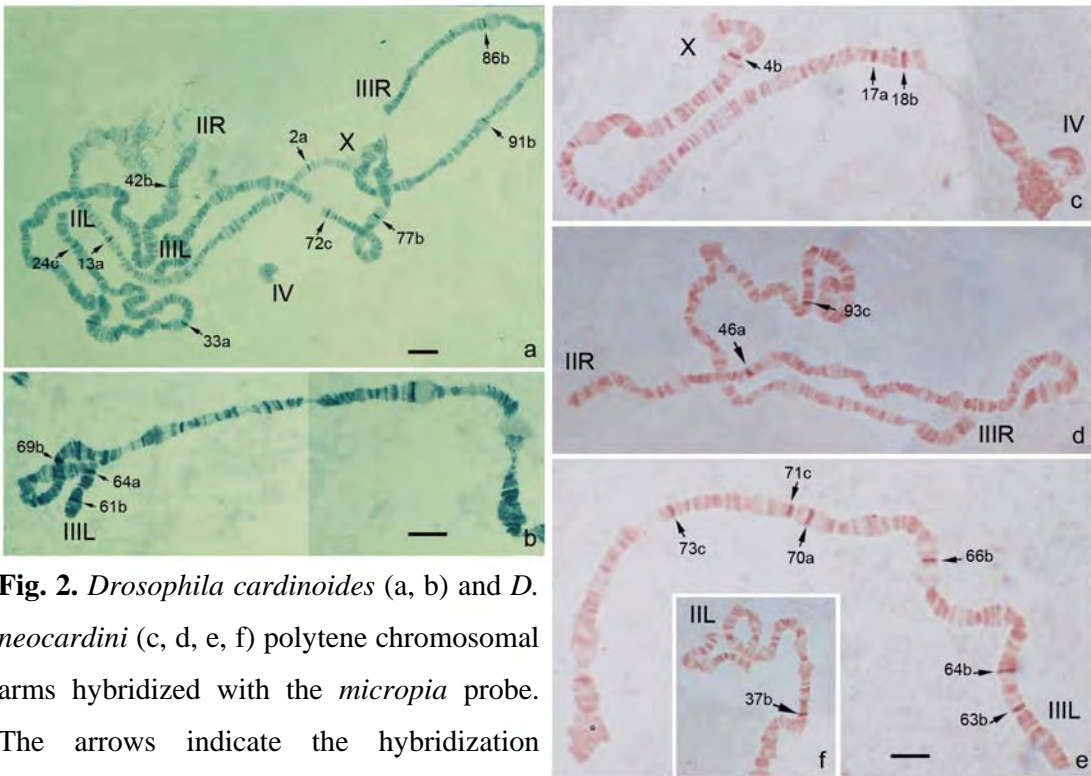 IIIR
86b
IIR
2a
X
91b
42b
IIL
IIIL
24c
13a
72c
77b
IV
33a
a
69b
64a
61b
IIIL
b
X
4b
17a
18b
IV
c
93c
46a
IIR
IIIR
d
71c
73c
70a
66b
IIL
64b
37b
63b
IIIL
f
e
Fig. 2. Drosophila cardinoides (a, b) and D.
neocardini (c, d, e, f) polytene chromosomal
arms hybridized with the micropia probe.
The arrows indicate the hybridization